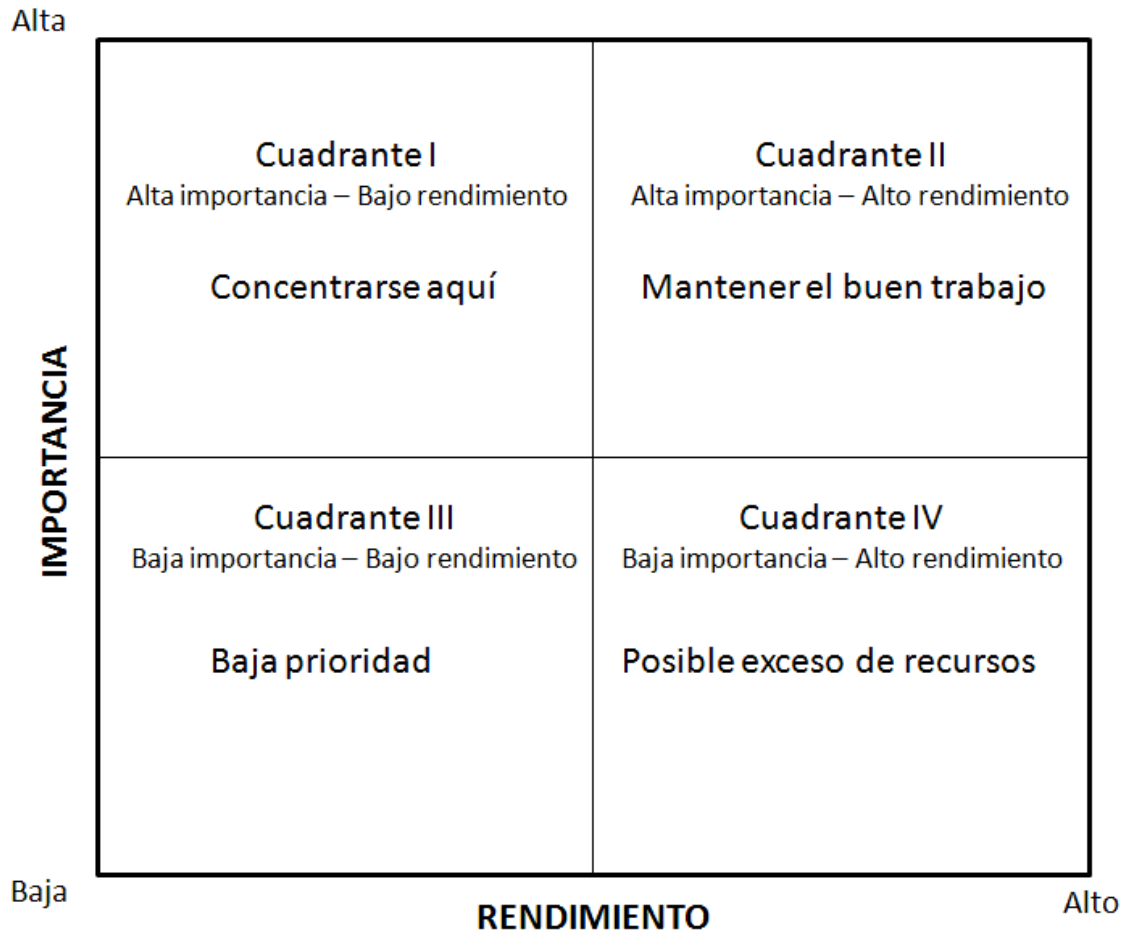 Alta
Cuadrante I
Alta importancia – Bajo rendimiento
Concentrarse aquí
Cuadrante II
Alta importancia – Alto rendimiento
Mantener el buen trabajo
IMPORTANCIA
Cuadrante III
Baja importancia – Bajo rendimiento
Baja prioridad
Cuadrante IV
Baja importancia – Alto rendimiento
Posible exceso de recursos
Baja
RENDIMIENTO
Alto